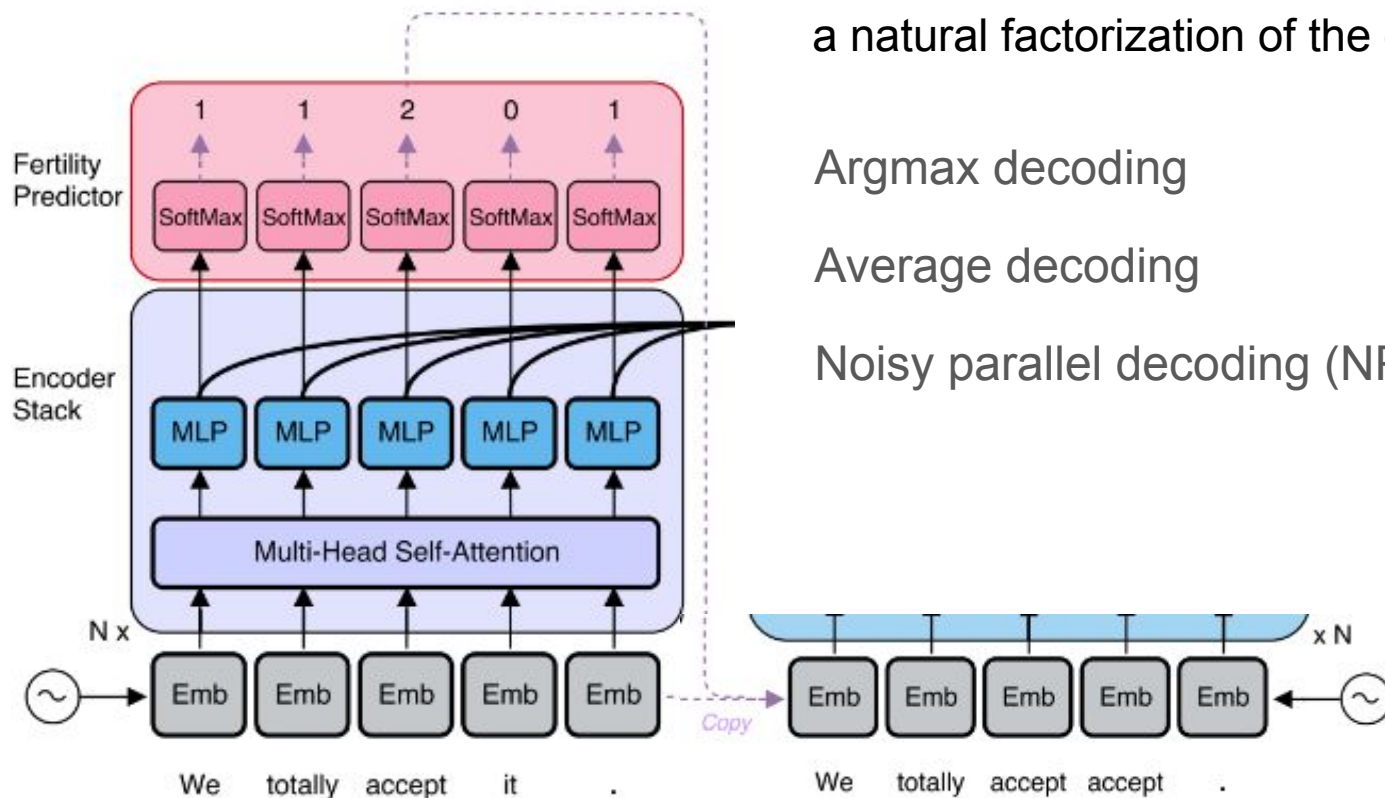 a natural factorization of the
1 1 2 0 1
Fertility
Predictor
SoftMax SoftMax SoftMax SoftMax SoftMax
Argmax decoding
Average decoding
Noisy parallel decoding (
Encoder
Stack
MLP MLP MLP MLP MLP
Multi-Head Self-Attention
N x
x N
Emb Emb Emb Emb Emb
Copy
Emb Emb Emb Emb Emb
We totally accept it .
We totally accept accept .